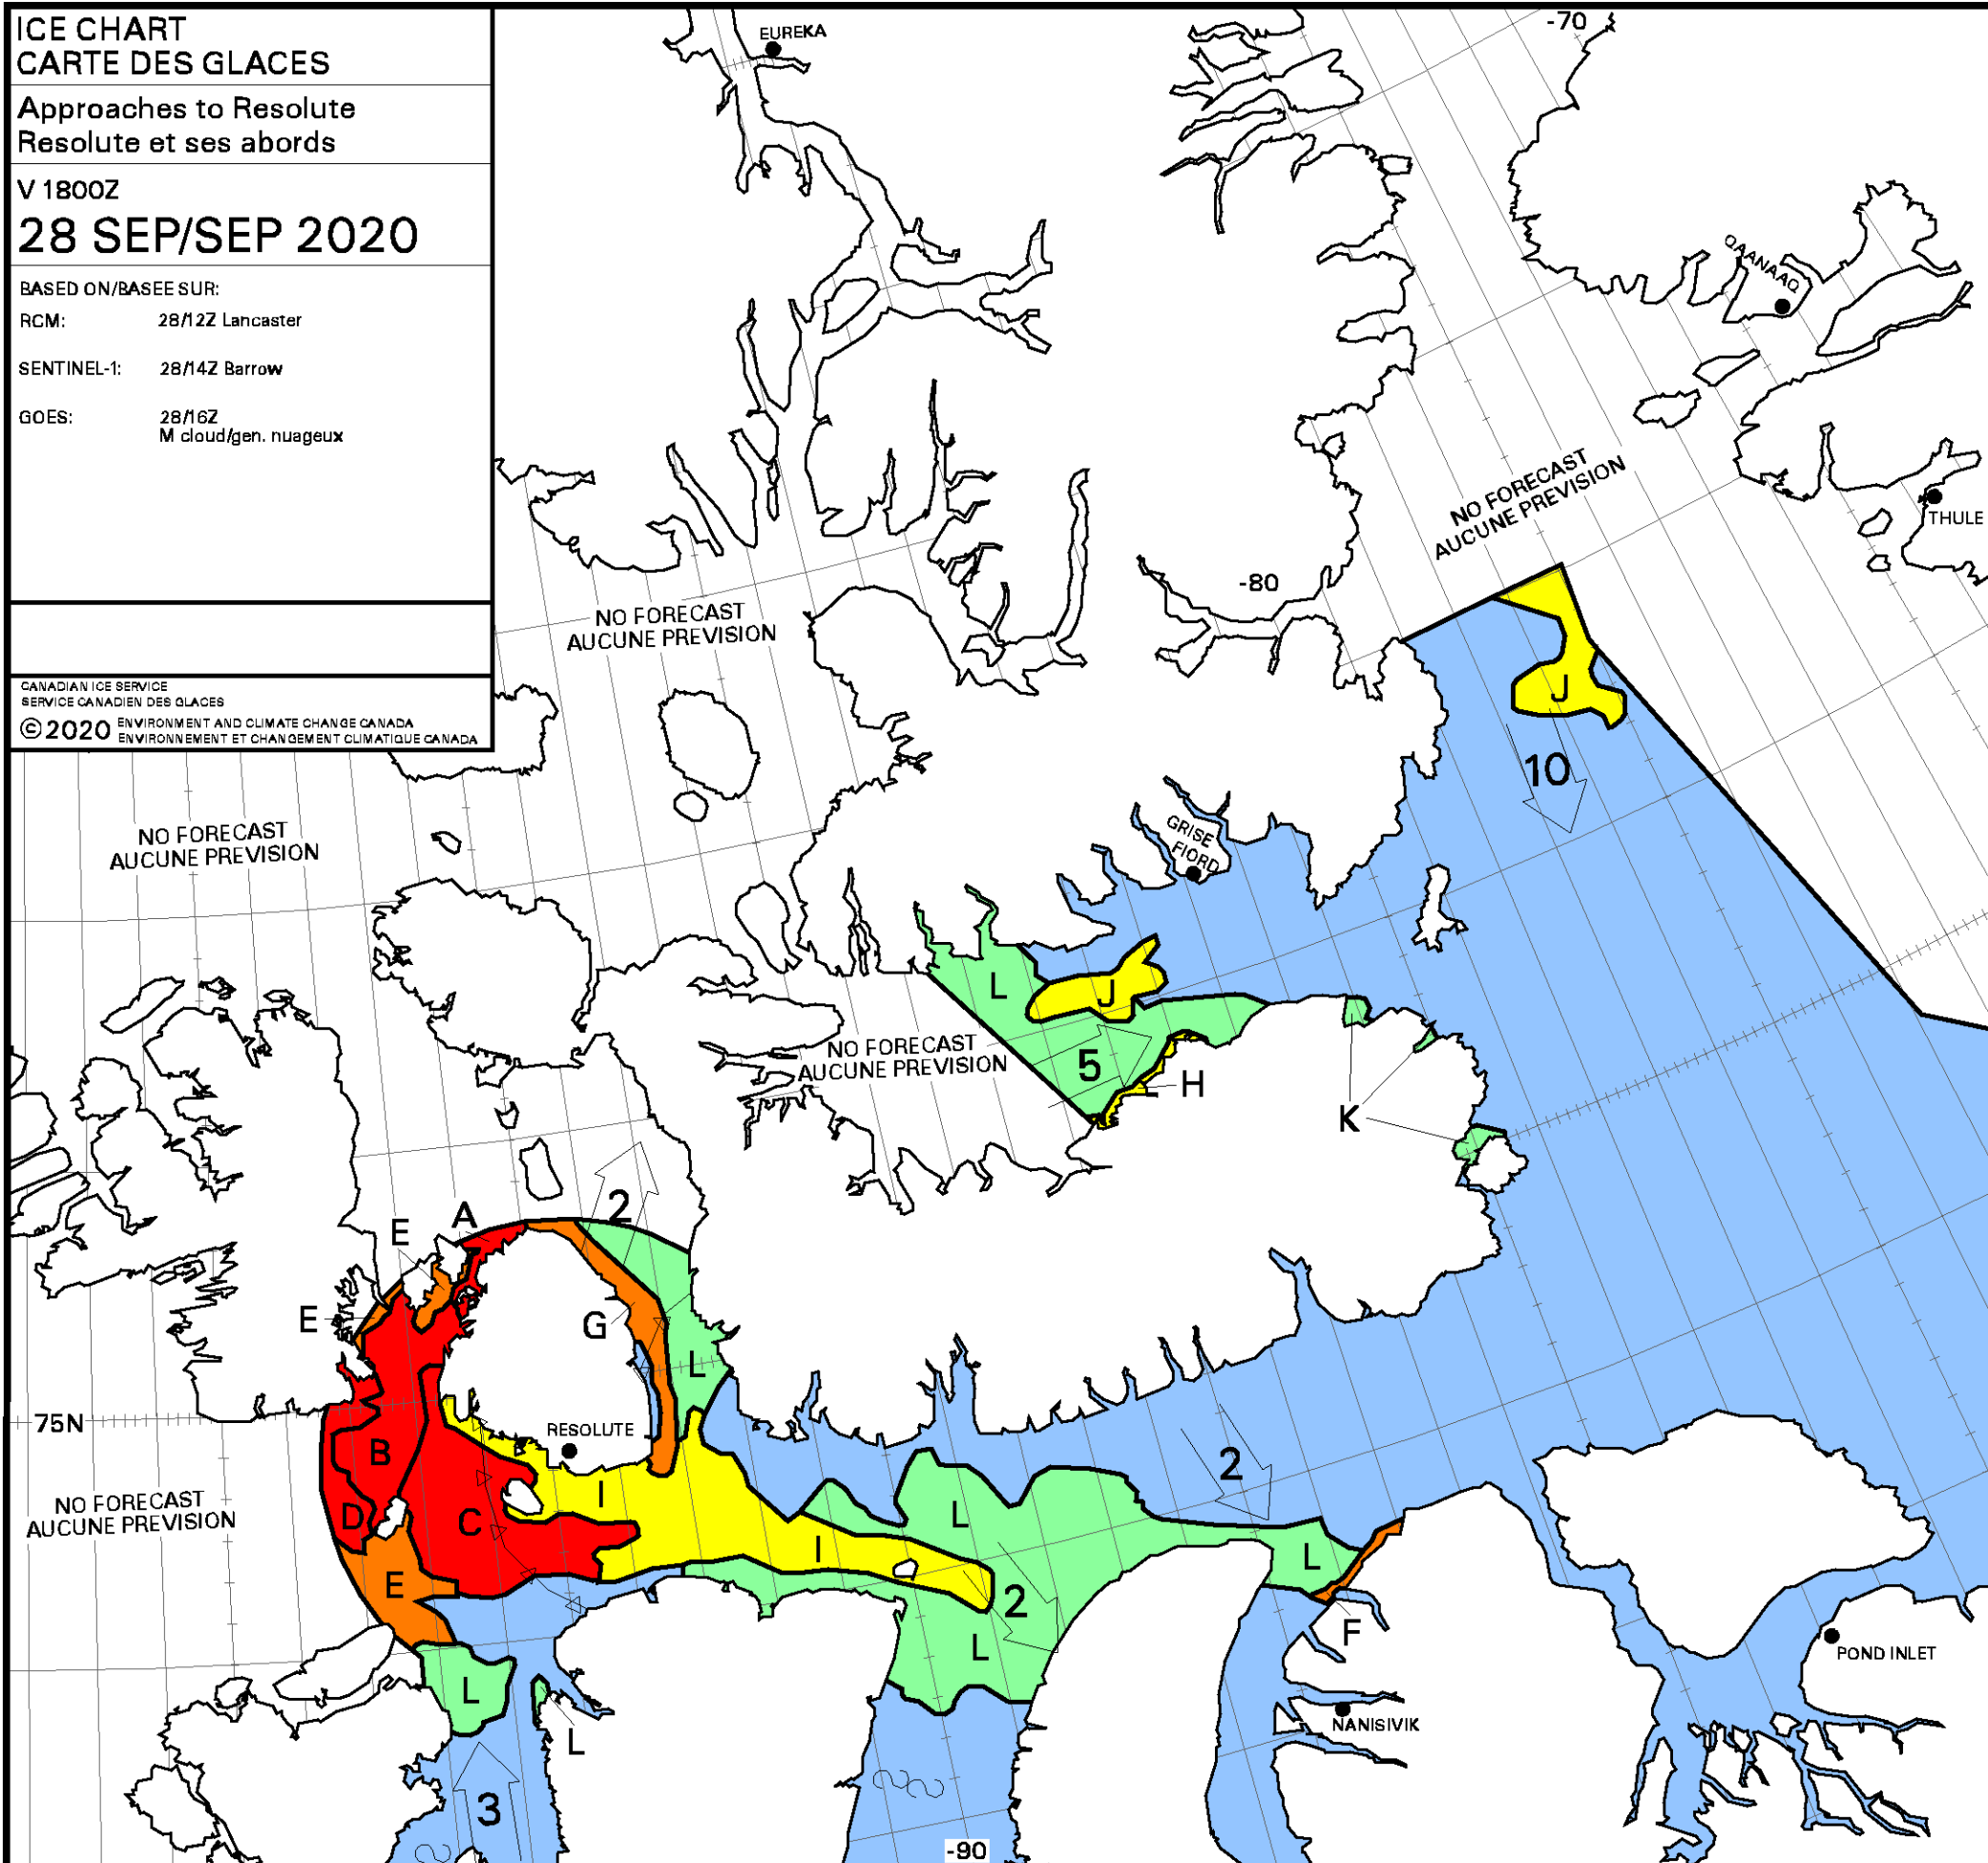 ICE CHART
CARTE DES GLACES
Approaches to Resolute
Resolute et ses abords
V 1800Z
28 SEP/SEP 2020
BASED ON/BASEE SUR:
RCM: 28/12Z Lancaster
SENTINEL-1: 28/14Z Barrow
GOES: 28/16Z
M cloud/gen. nuageux
CANADIAN ICE SERVICE
SERVICE CANADIEN DES GLACES
© 2020 ENVIRONMENT AND CLIMATE CHANGE CANADA
ENVIRONNEMENT ET CHANGEMENT CLIMATIQUE CANADA
EUREKA
-70
QAANAAQ
THULE
NO FORECAST
AUCUNE PREVISION
-80
NO FORECAST
AUCUNE PREVISION
J
10
NO FORECAST
AUCUNE PREVISION
GRISE
FIORD
L
J
NO FORECAST
AUCUNE PREVISION
5
H
K
A
E
2
E
G
L
75N
RESOLUTE
B
I
2
NO FORECAST
AUCUNE PREVISION
D
C
L
I
L
E
2
F
L
POND INLET
L
L
NANISIVIK
3
-90